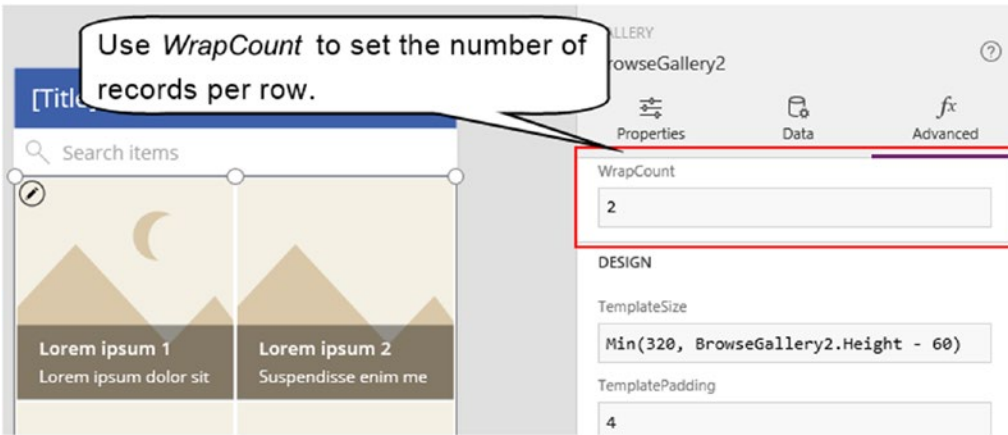 Use WrapCount to set the number of
records per row.
[Title]
Search items
Lorem ipsum 1
Lorem ipsum dolor sit
Lorem ipsum 2
Suspendisse enim me
ALLERY
rowseGallery2
Properties
Data
Advanced
WrapCount
2
DESIGN
TemplateSize
Min(320, BrowseGallery2.Height - 60)
TemplatePadding
4